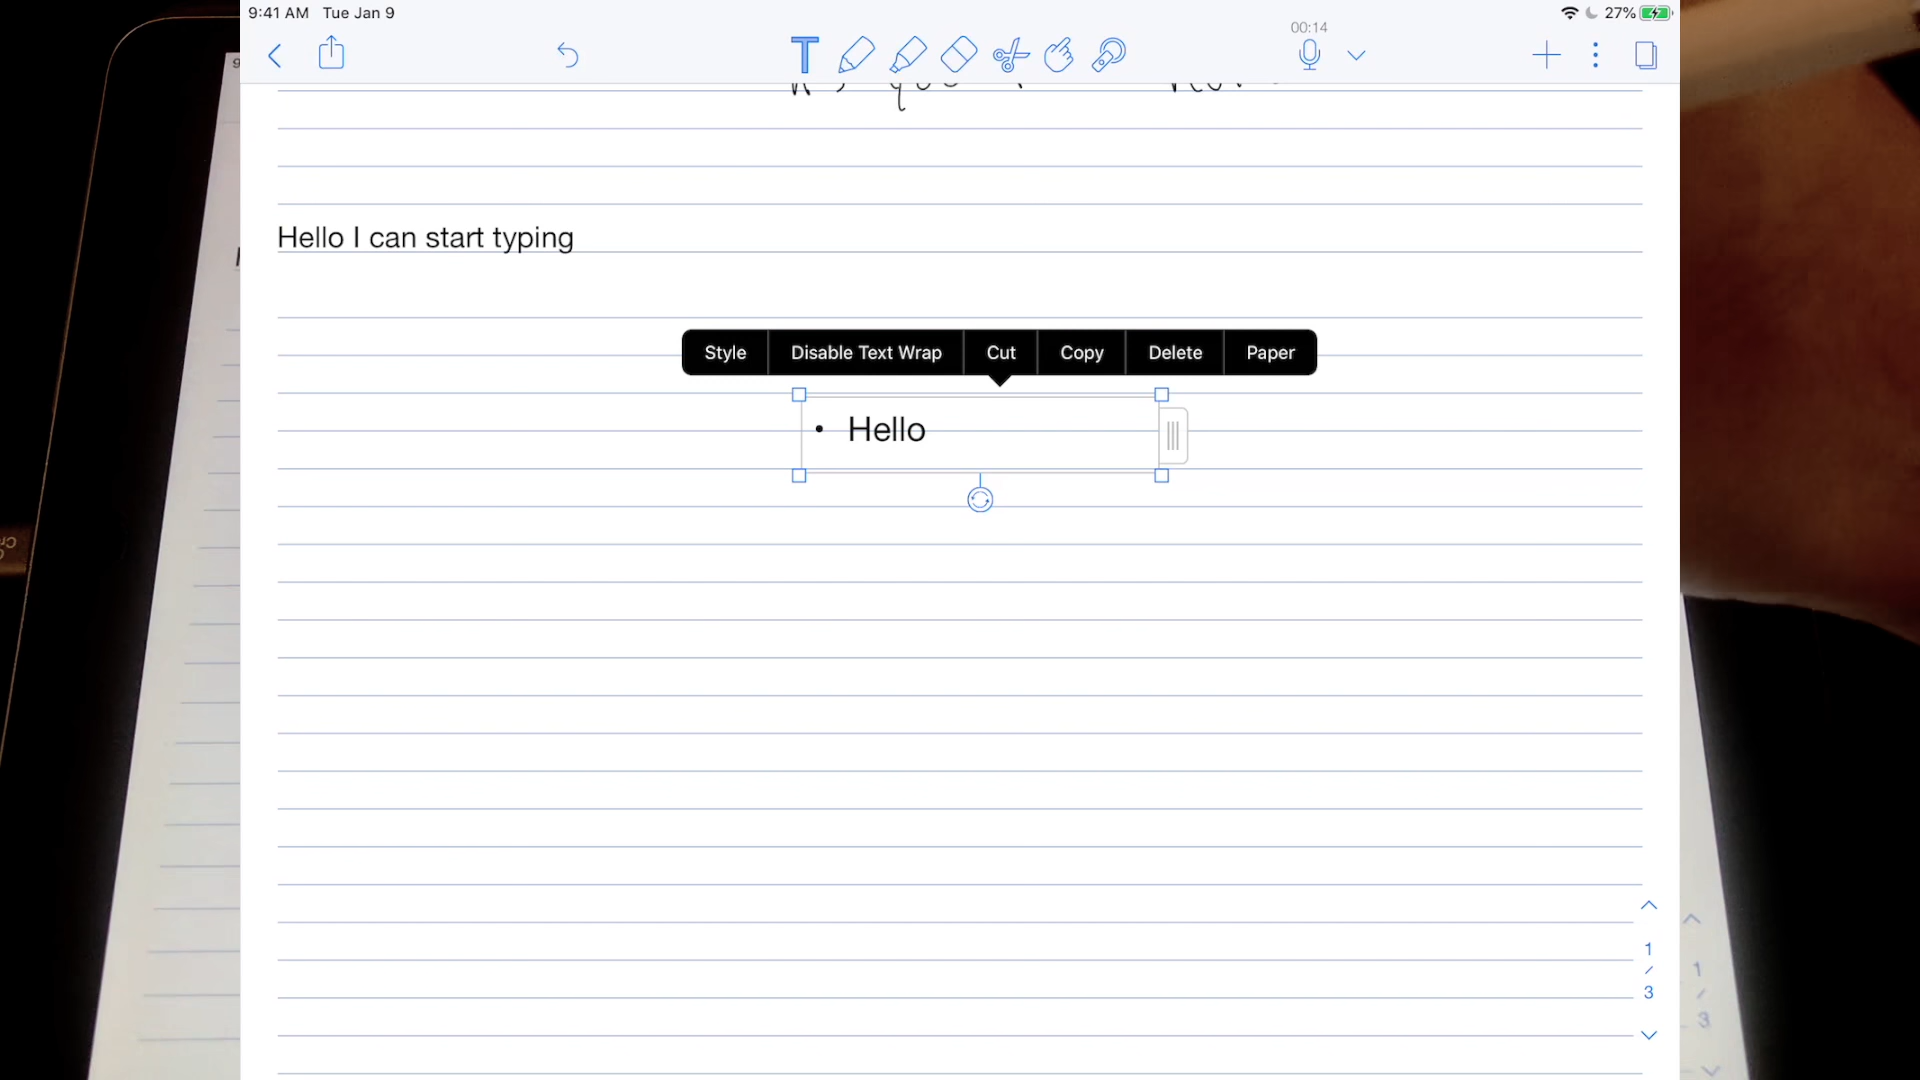 9:41 AM Tue Jan 9
27%
00:14
Hello I can start typing
Style Disable Text Wrap Cut Copy Delete Paper
• Hello
1
/
3
1
/
3